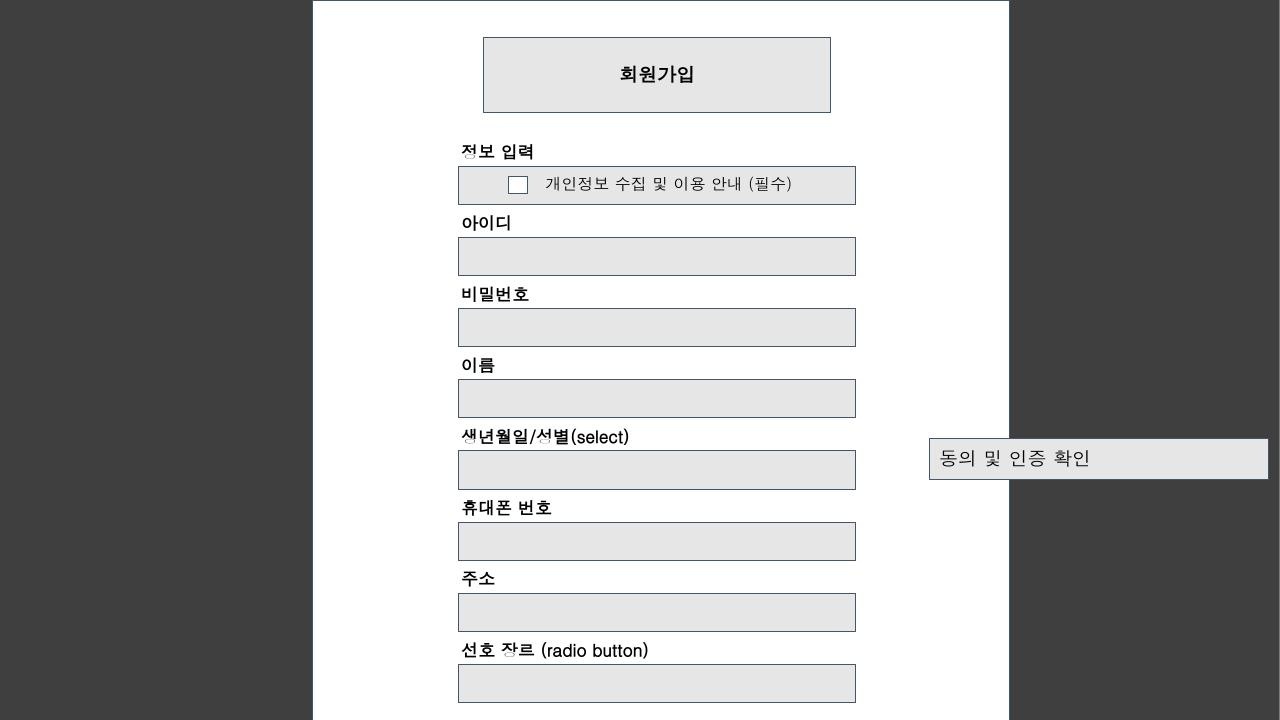 회원가입
정보 입력
개인정보 수집 및 이용 안내 (필수)
아이디
비밀번호
이름
생년월일/성별(select)
동의 및 인증 확인
휴대폰 번호
주소
선호 장르 (radio button)